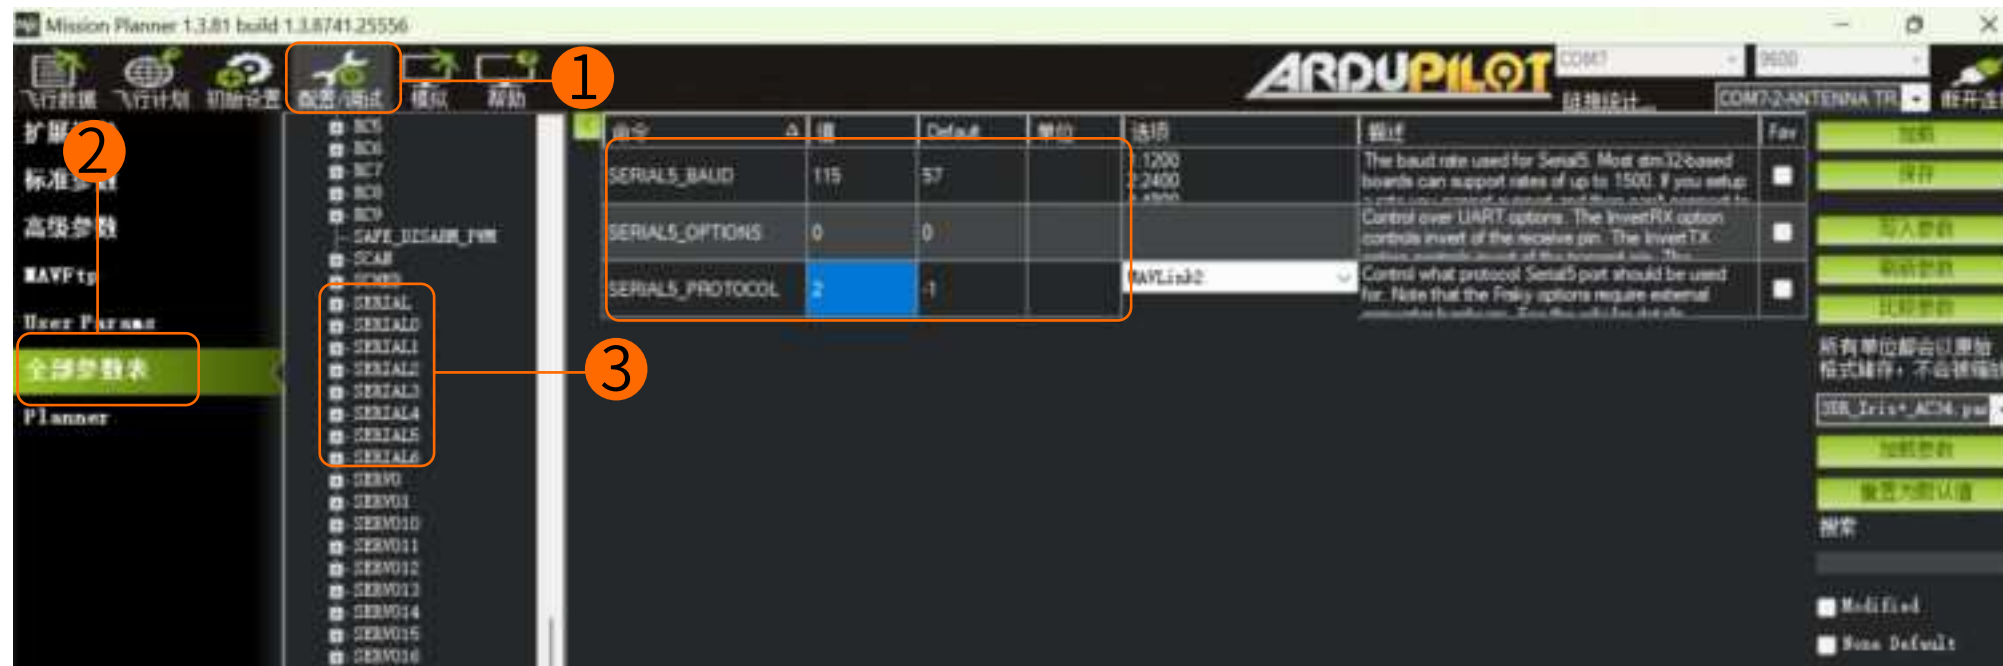 Mission Planner 1.3.81 build 1.3.8741.25556
飞行数据 飞行计划 初始设置 配置/调试 模拟 帮助
1
ARDUPILOT
COM7 9600
链接统计...
COM7-2-ANTENNA TR
断开连接
2
标准参数
高级参数
MAVFtp
User Params
全部参数表
Planner
RC5
RC6
RC7
RC8
RC9
SAFE_DISARM_PWM
SCAN
SERIAL
SERIAL0
SERIAL1
SERIAL2
SERIAL3
SERIAL4
SERIAL5
SERIAL6
SERVO
SERVO1
SERVO10
SERVO11
SERVO12
SERVO13
SERVO14
SERVO15
SERVO16
3
命令 值 Default 单位 选项 描述 Fav
SERIAL5_BAUD 115 57
1:1200
2:2400
The baud rate used for Serial5. Most stm32-based
boards can support rates of up to 1500. If you setup
SERIAL5_OPTIONS 0 0
Control over UART options. The InvertRX option
controls invert of the receive pin. The InvertTX
SERIAL5_PROTOCOL 2 -1 MAVLink2
Control what protocol Serial5 port should be used
for. Note that the Frsky options require external
加载
保存
写入参数
刷新参数
比较参数
所有单位都会以原始
格式储存，不会被缩放
3DR_Iris+_AC34.par
加载参数
重置为默认值
搜索
Modified
None Default